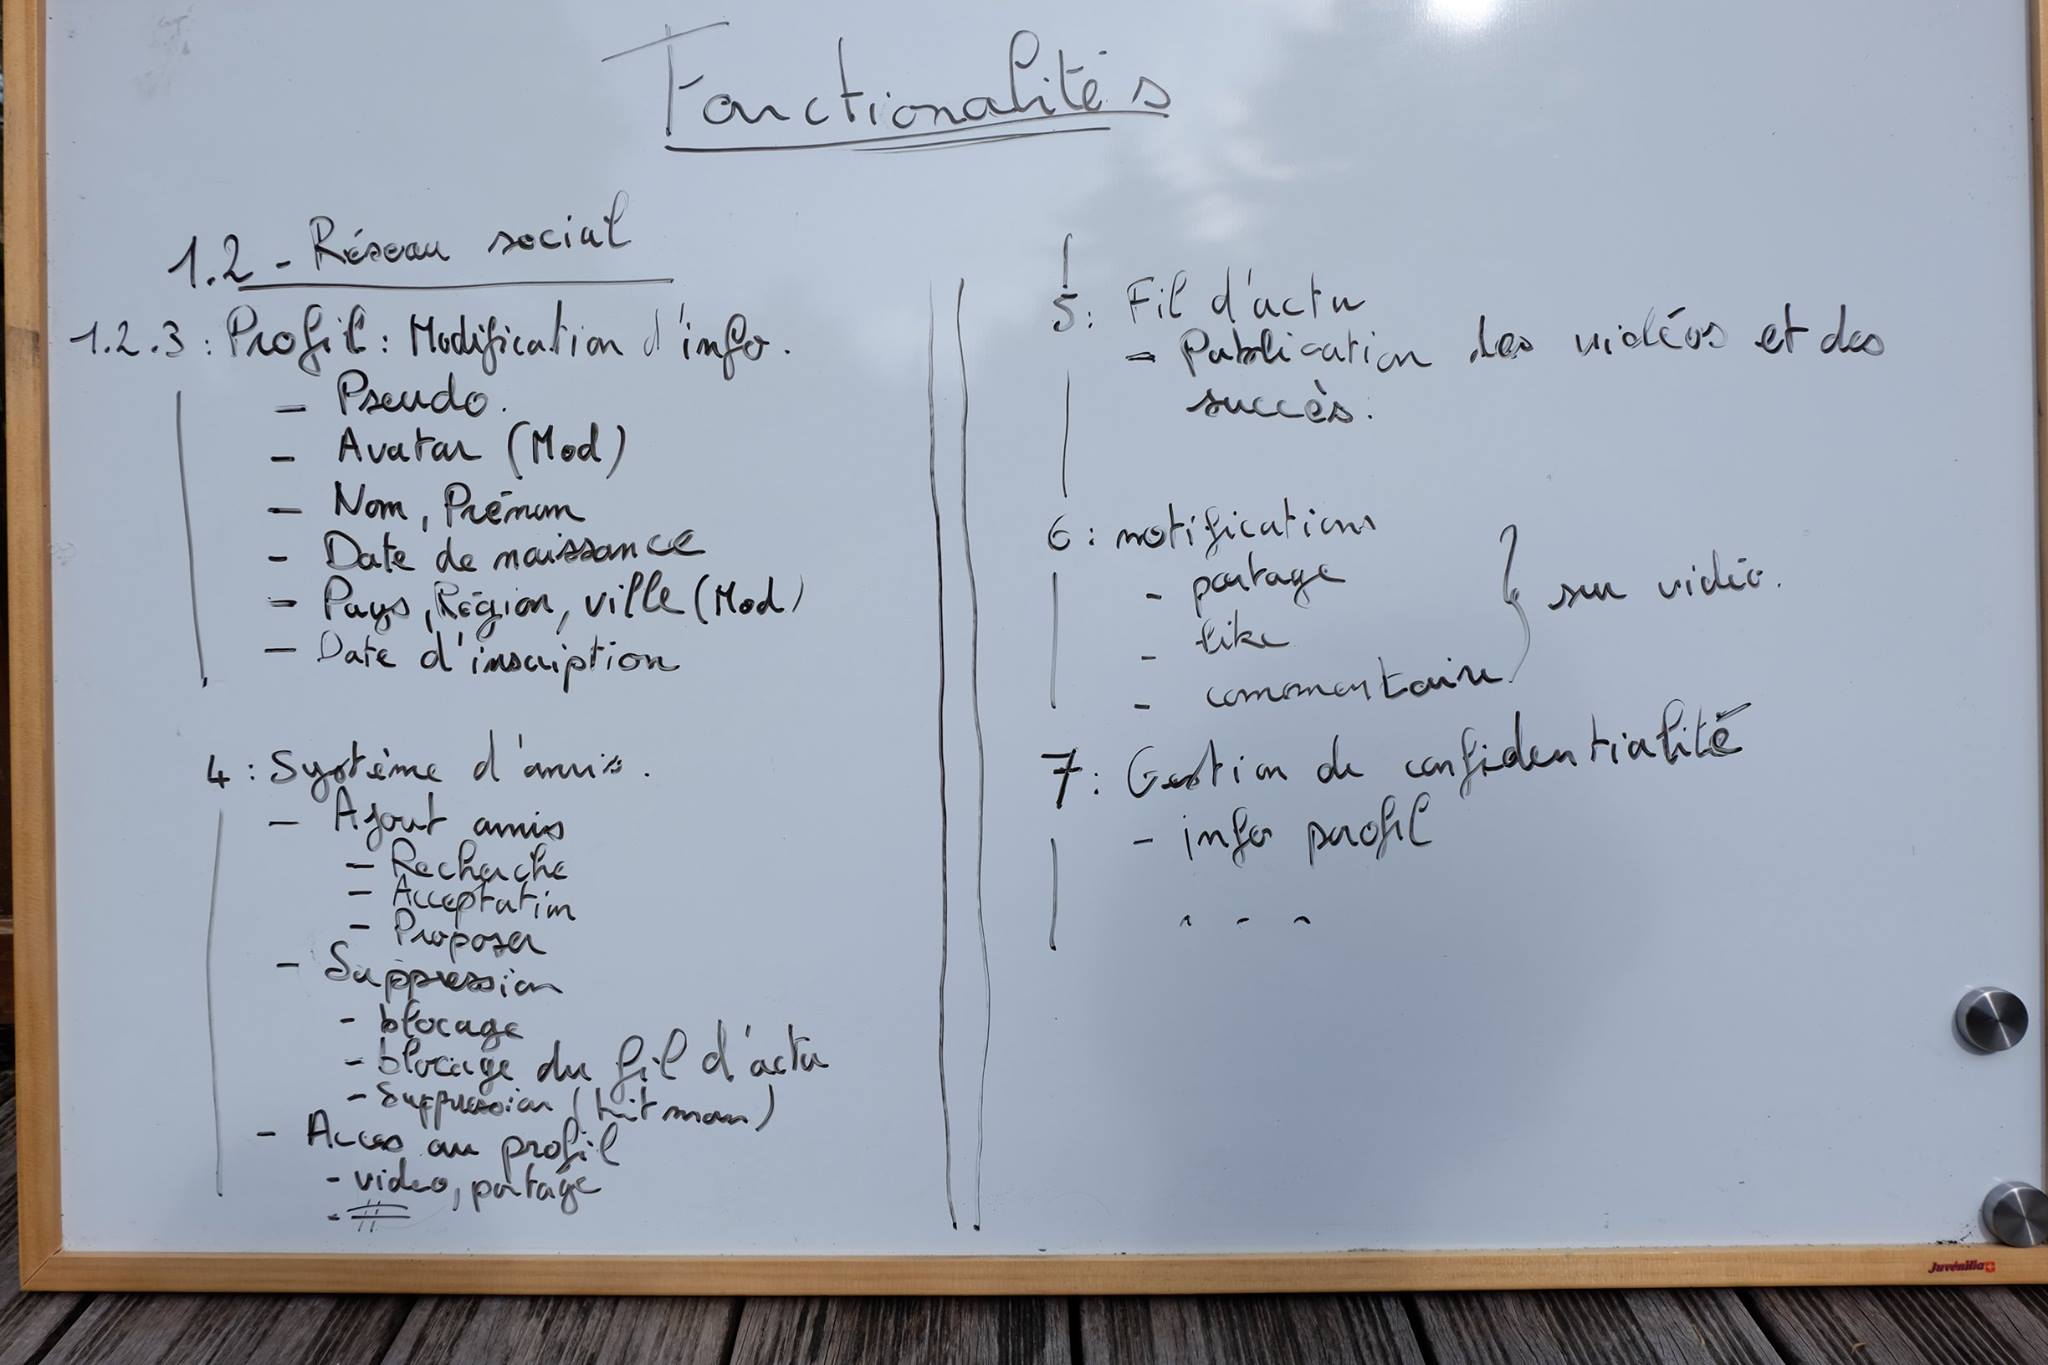 Fonctionalités
1.2 - Réseau social
1.2.3 : Profil : Modification d'info.
- Pseudo.
- Avatar (Mod)
- Nom, Prénom
- Date de naissance
- Pays, Région, ville (Mod)
- Date d'inscription
4 : Système d'amis.
- Ajout amis
- Recherche
- Acceptation
- Proposer
- Suppression
- blocage
- blocage du fil d'actu
- Suppression (hitman)
- Acces au profil
- video, partage
5 : Fil d'actu
- Publication des vidéos et des
succès.
6 : notifications
- partage
- like
- commentaire
sur vidéo.
7 : Gestion de confidentialité
- info profil
- - -
Juvénilia